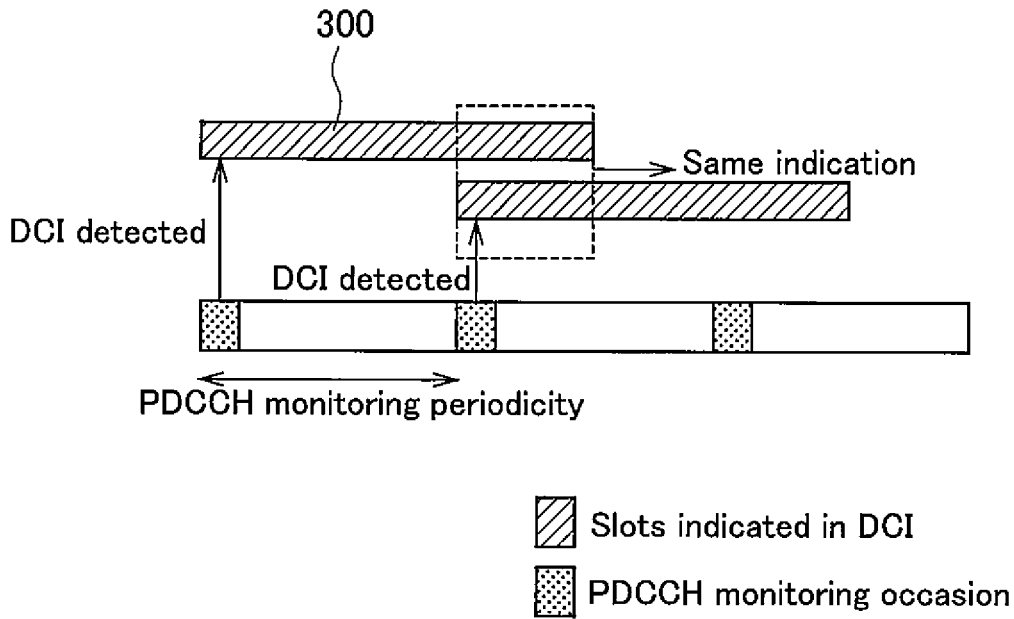 300
Same indication
DCI detected
DCI detected
PDCCH monitoring periodicity
Slots indicated in DCI
PDCCH monitoring occasion